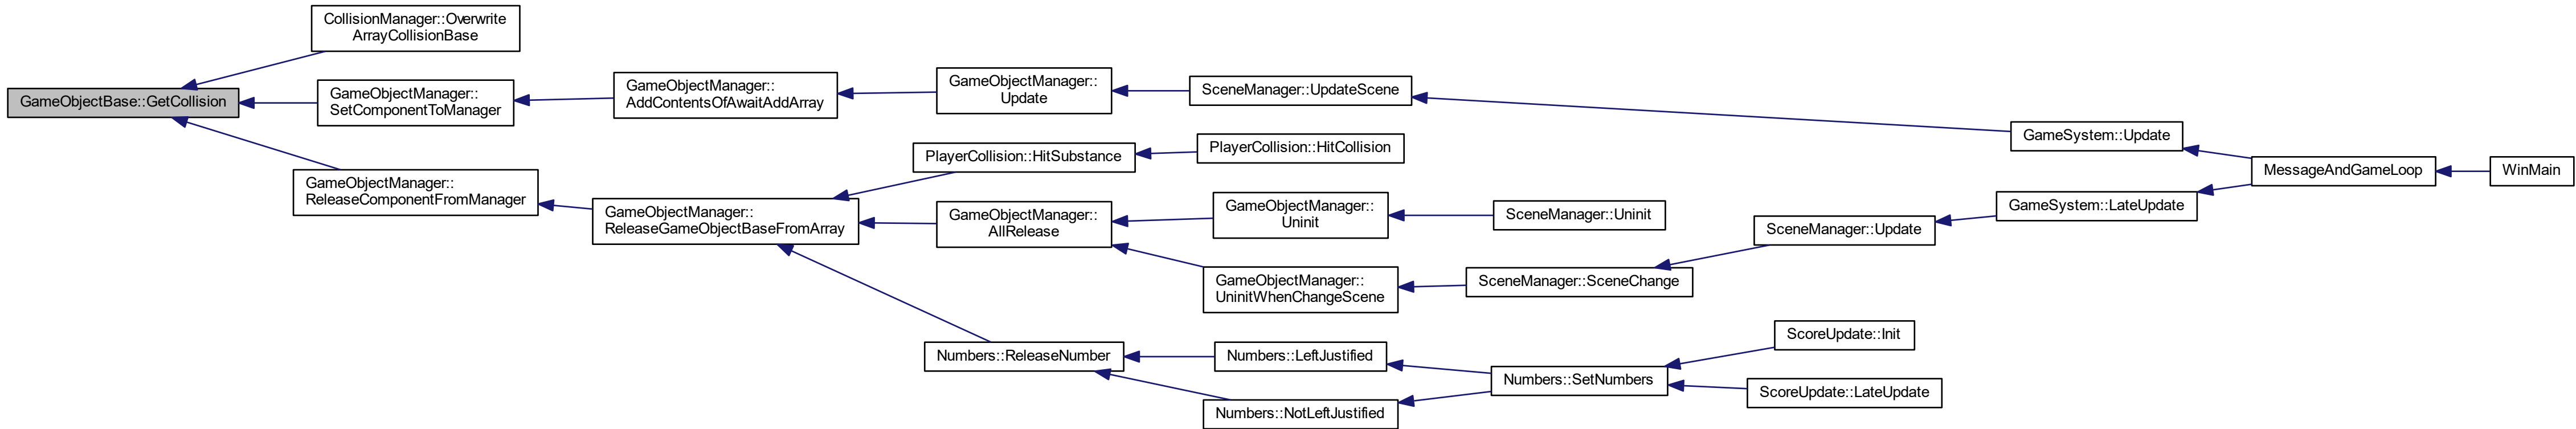 CollisionManager::Overwrite
ArrayCollisionBase
GameObjectBase::GetCollision
GameObjectManager::
SetComponentToManager
GameObjectManager::
AddContentsOfAwaitAddArray
GameObjectManager::
Update
SceneManager::UpdateScene
GameSystem::Update
PlayerCollision::HitSubstance
PlayerCollision::HitCollision
MessageAndGameLoop
WinMain
GameObjectManager::
ReleaseComponentFromManager
GameObjectManager::
ReleaseGameObjectBaseFromArray
GameObjectManager::
AllRelease
GameObjectManager::
Uninit
SceneManager::Uninit
SceneManager::Update
GameSystem::LateUpdate
GameObjectManager::
UninitWhenChangeScene
SceneManager::SceneChange
Numbers::ReleaseNumber
Numbers::LeftJustified
Numbers::NotLeftJustified
Numbers::SetNumbers
ScoreUpdate::Init
ScoreUpdate::LateUpdate